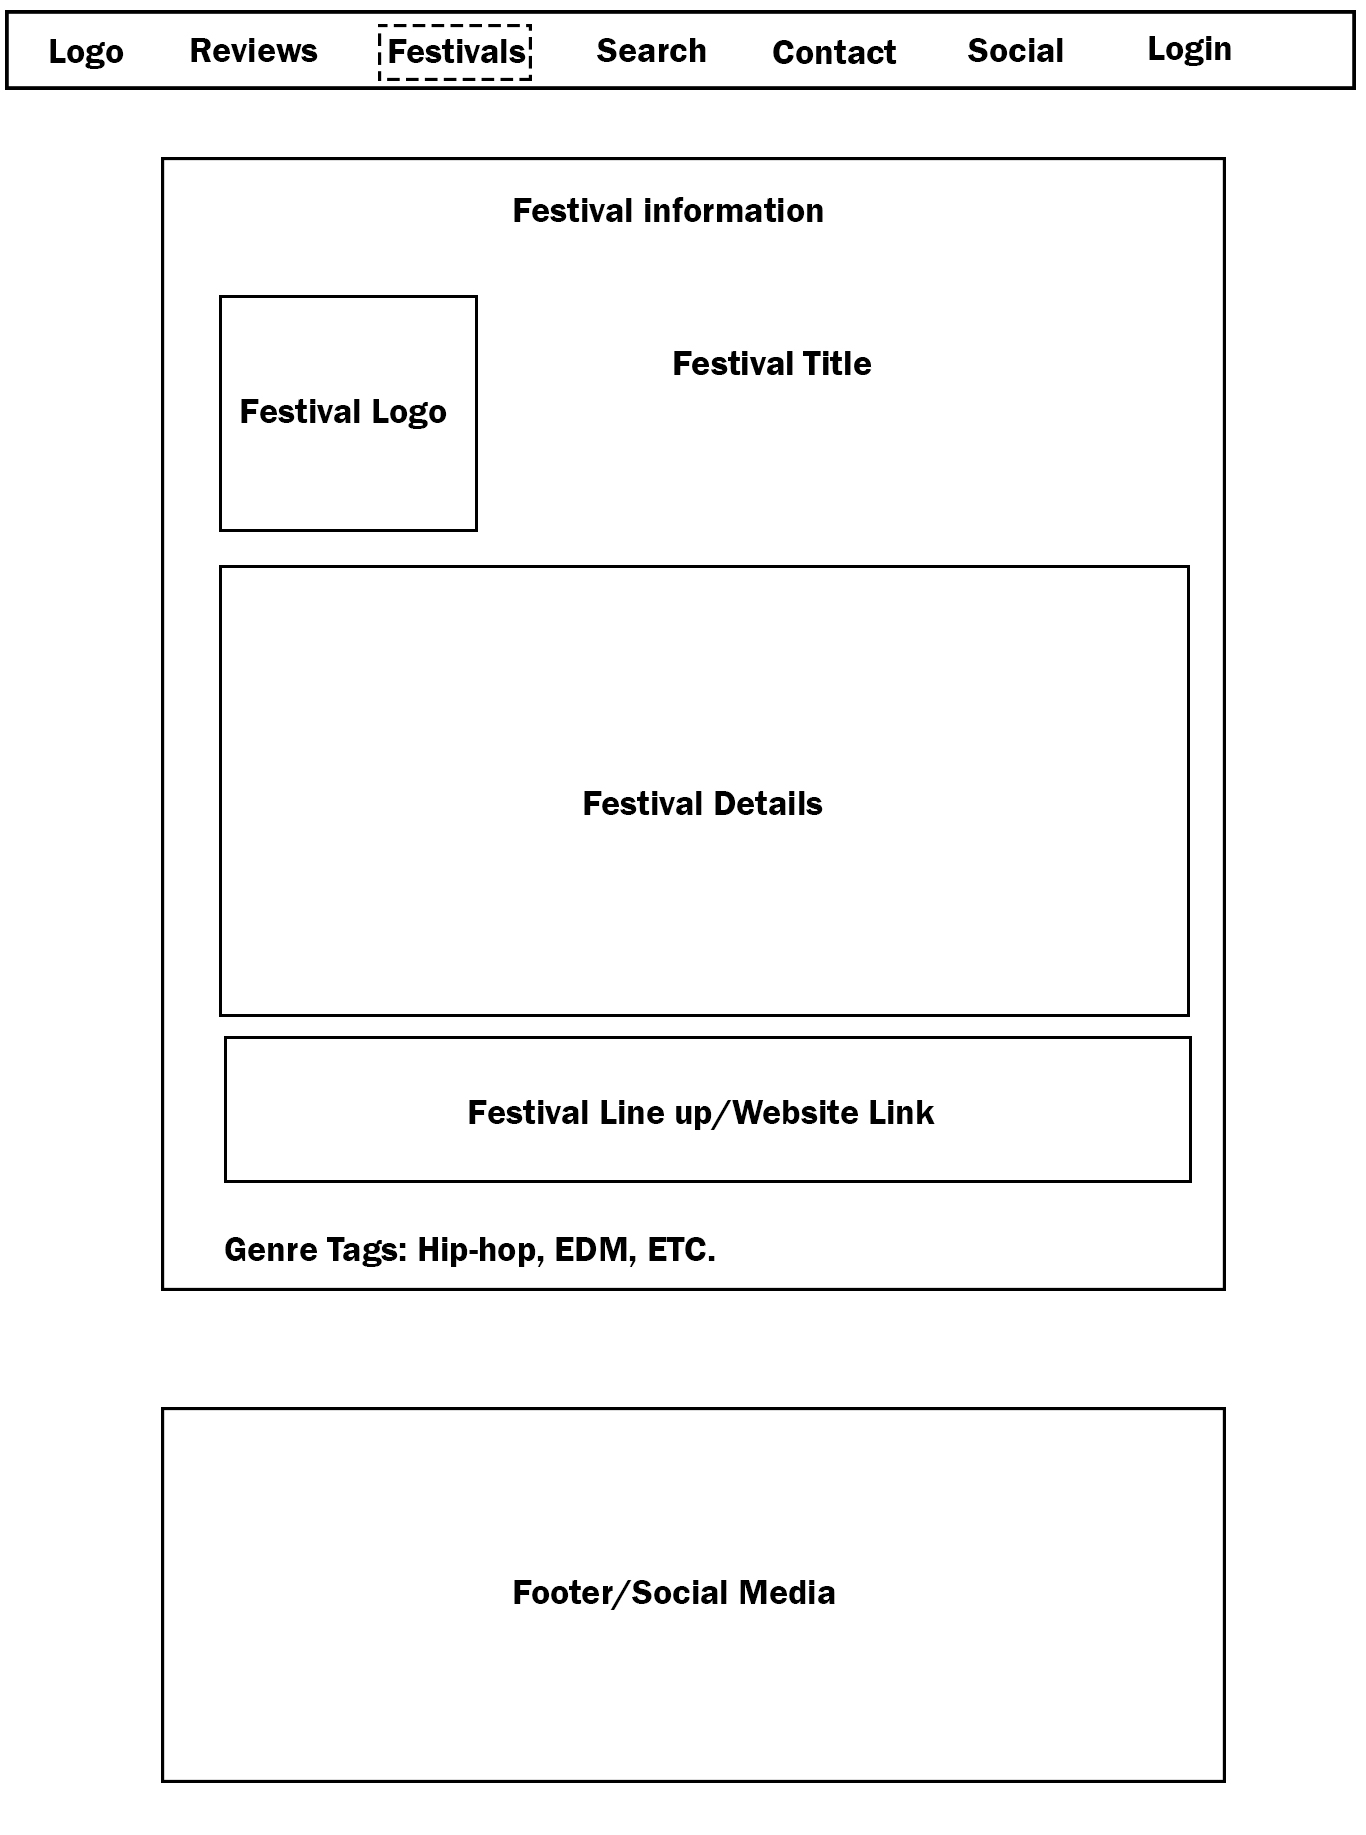 Logo Reviews Festivals Search Contact Social Login
Festival information
Festival Title
Festival Logo
Festival Details
Festival Line up/Website Link
Genre Tags: Hip-hop, EDM, ETC.
Footer/Social Media